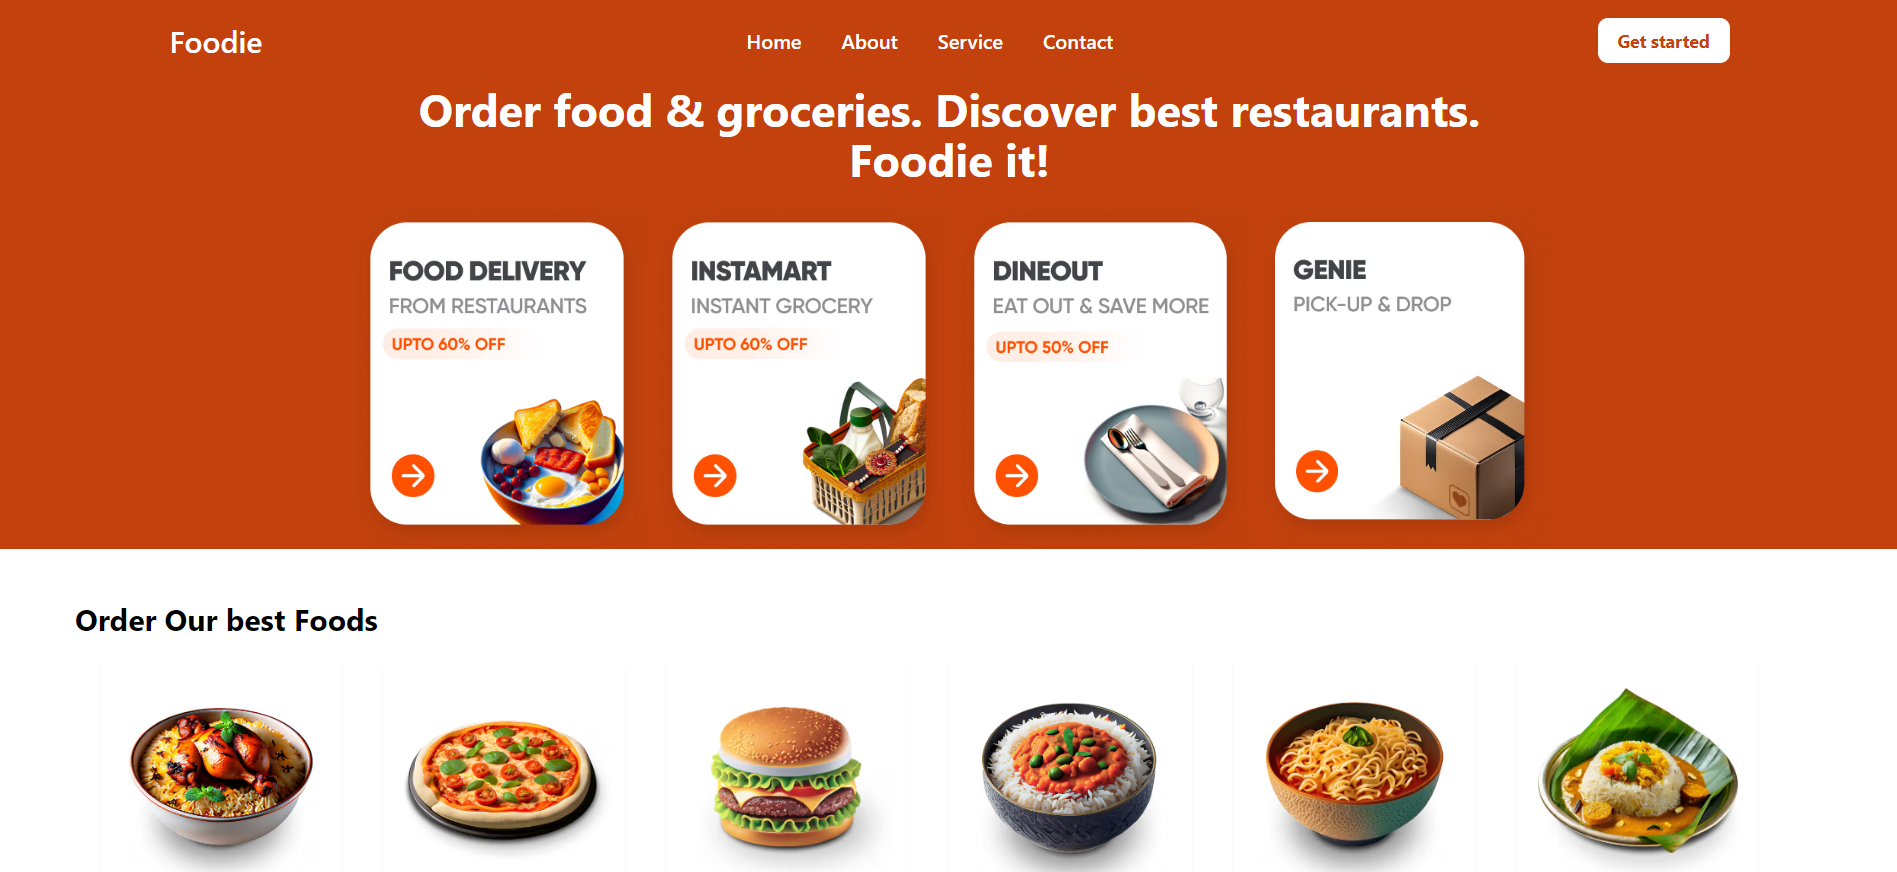 Foodie
Home
About
Service
Contact
Get started
Order food & groceries. Discover best restaurants.
Foodie it!
FOOD DELIVERY
FROM RESTAURANTS
UPTO 60% OFF
INSTAMART
INSTANT GROCERY
UPTO 60% OFF
DINEOUT
EAT OUT & SAVE MORE
UPTO 50% OFF
GENIE
PICK-UP & DROP
Order Our best Foods